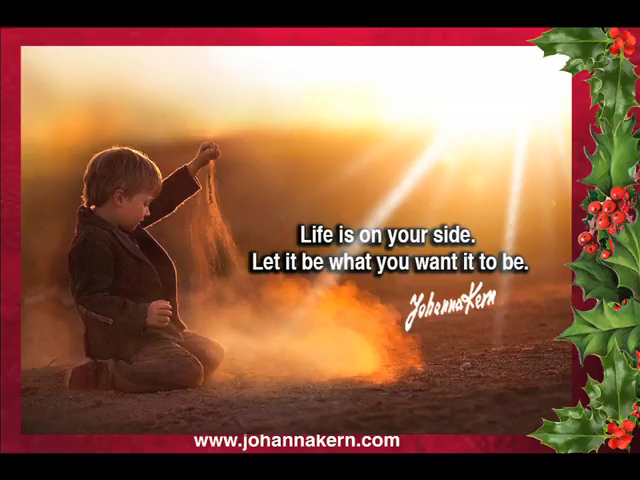 Life is on your side.
Let it be what you want it to be.
JohannaKern
www.johannakern.com